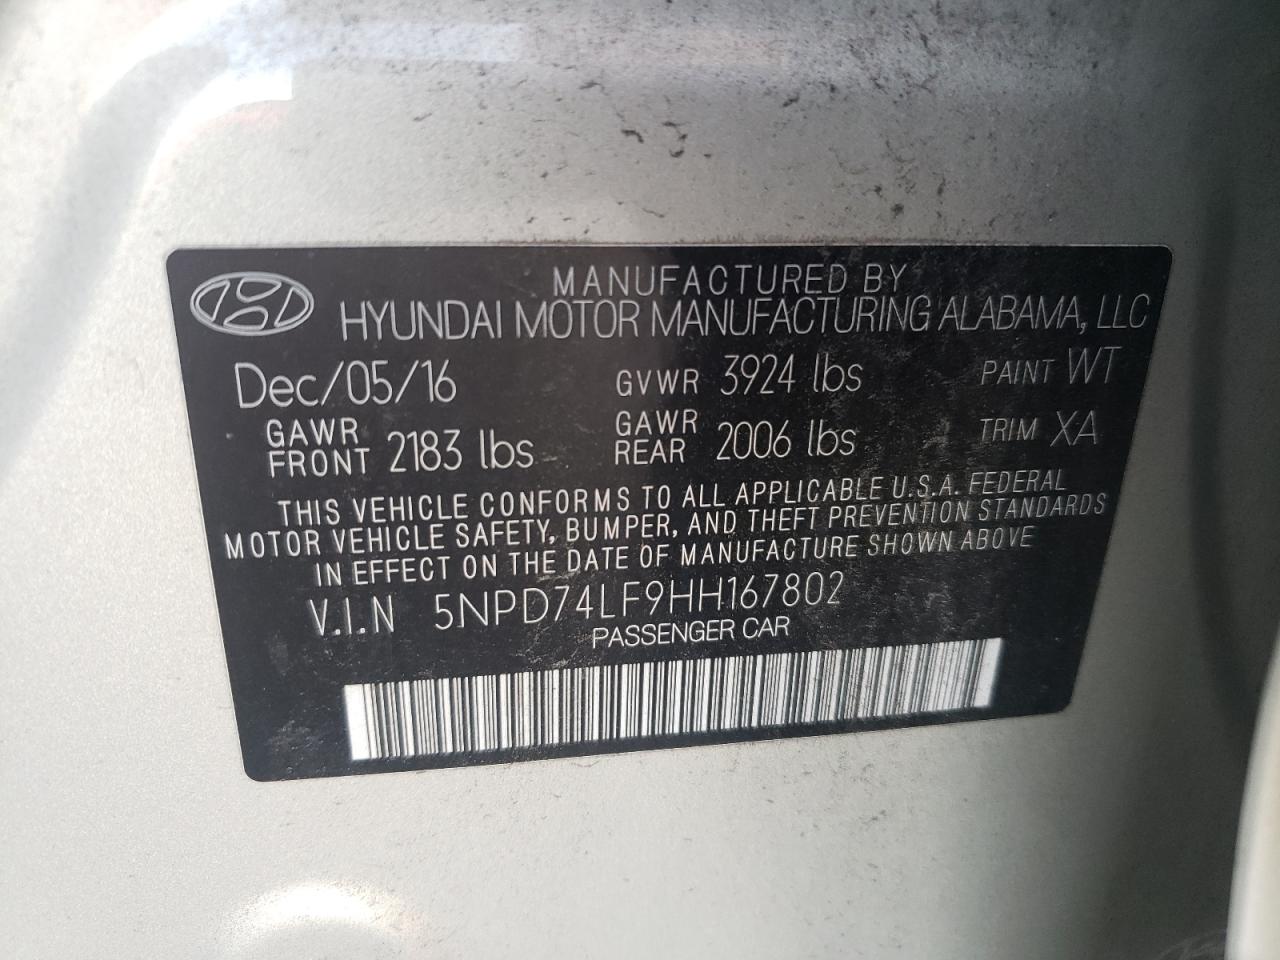 MANUFACTURED BY
HYUNDAI MOTOR MANUFACTURING ALABAMA, LLC
Dec/05/16 GVWR 3924 lbs PAINT WT
GAWR FRONT 2183 lbs GAWR REAR 2006 lbs TRIM XA
THIS VEHICLE CONFORMS TO ALL APPLICABLE U.S.A. FEDERAL
MOTOR VEHICLE SAFETY, BUMPER, AND THEFT PREVENTION STANDARDS
IN EFFECT ON THE DATE OF MANUFACTURE SHOWN ABOVE
V.I.N 5NPD74LF9HH167802
PASSENGER CAR